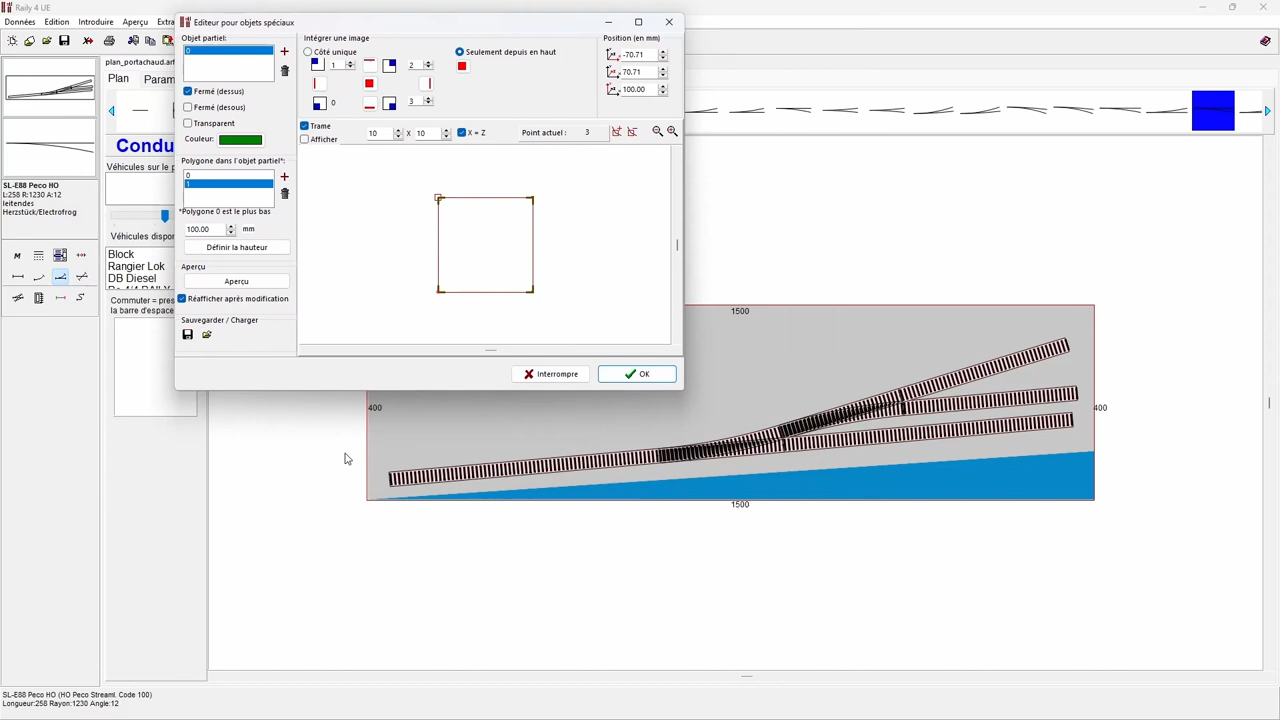 Raily 4 UE
Données Edition Introduire Aperçu Extra
plan_portachaud.art
Plan Param
Condu
Véhicules sur le p
Véhicules dispon
Block
Rangier Lok
DB Diesel
Commuter = pres
la barre d'espace
SL-E88 Peco HO
L:258 R:1230 A:12
leitendes
Herzstück/Electrofrog
Editeur pour objets spéciaux
Objet partiel:
0
Fermé (dessus)
Fermé (desous)
Transparent
Couleur:
Polygone dans l'objet partiel*:
0
1
*Polygone 0 est le plus bas
100.00 mm
Définir la hauteur
Aperçu
Aperçu
Réafficher après modification
Sauvegarder / Charger
Intégrer une image
Côté unique
1 2
0 3
Seulement depuis en haut
Position (en mm)
-70.71
70.71
100.00
Trame
Afficher
10 X 10
X = Z
Point actuel : 3
Interrompre OK
1500
400 400
1500
SL-E88 Peco HO (HO Peco Streaml. Code 100)
Longueur:258 Rayon:1230 Angle:12